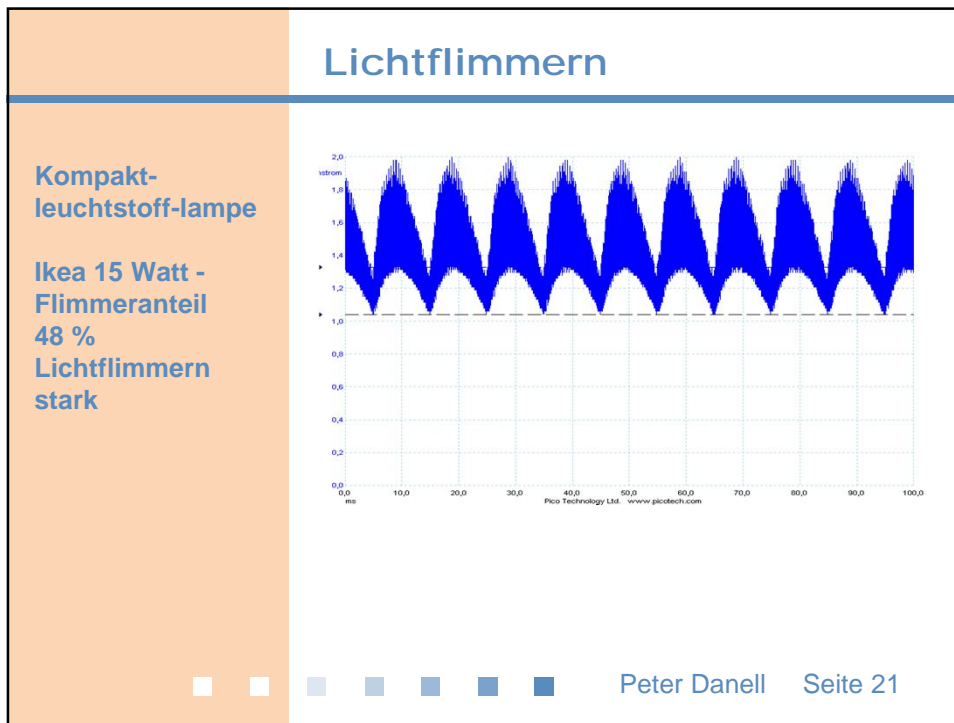 Lichtflimmern
Kompakt-
leuchtstoff-lampe
Ikea 15 Watt -
Flimmeranteil
48 %
Lichtflimmern
stark
2,0
nstrom
1,8
1,6
1,4
1,2
1,0
0,8
0,6
0,4
0,2
0,0
0,0 10,0 20,0 30,0 40,0 50,0 60,0 70,0 80,0 90,0 100,0
ms
Pico Technology Ltd. www.picotech.com
Peter Danell Seite 21